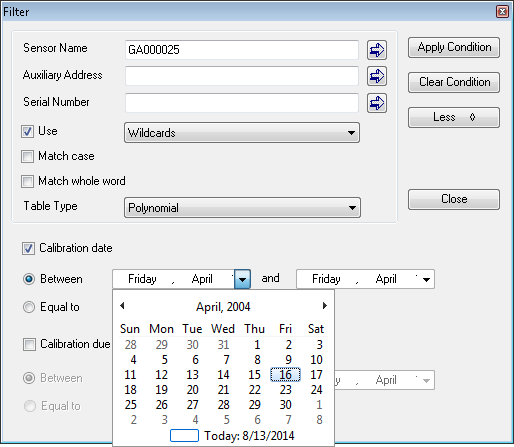 Filter
Sensor Name GA000025 Apply Condition
Auxiliary Address Clear Condition
Serial Number Less ◊
Use Wildcards
Match case
Match whole word
Table Type Polynomial Close
Calibration date
Between Friday , April and Friday , April
Equal to
April, 2004
Sun Mon Tue Wed Thu Fri Sat
28 29 30 31 1 2 3
4 5 6 7 8 9 10
11 12 13 14 15 16 17
18 19 20 21 22 23 24
25 26 27 28 29 30 1
2 3 4 5 6 7 8
Today: 8/13/2014
Calibration due
Between , April
Equal to